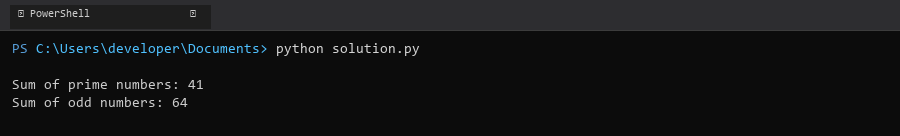 PowerShell
PS C:\Users\developer\Documents> python solution.py
Sum of prime numbers: 41
Sum of odd numbers: 64